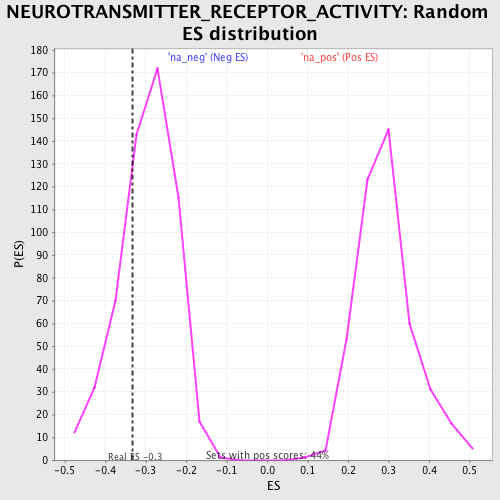 NEUROTRANSMITTER_RECEPTOR_ACTIVITY: Random
ES distribution
'na_neg' (Neg ES)
'na_pos' (Pos ES)
P(ES)
180
170
160
150
140
130
120
110
100
90
80
70
60
50
40
30
20
10
0
Real ES -0.3
Sets with pos scores: 44%
-0.5 -0.4 -0.3 -0.2 -0.1 0.0 0.1 0.2 0.3 0.4 0.5
ES